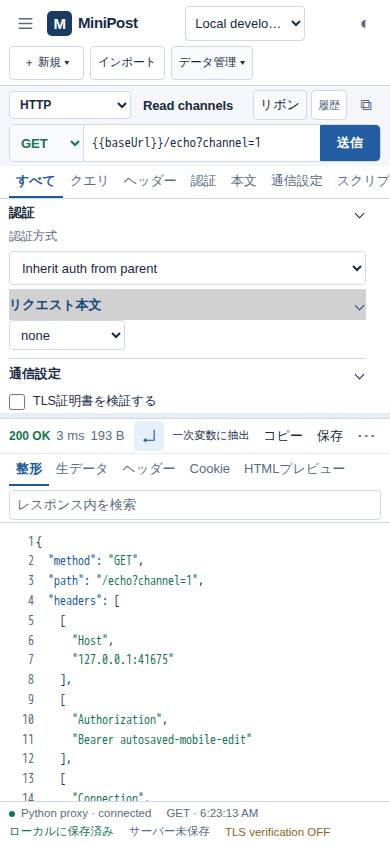 M MiniPost Local develo…
+ 新規 ▾ インポート データ管理 ▾
HTTP Read channels リボン 履歴
GET {{baseUrl}}/echo?channel=1 送信
すべて クエリ ヘッダー 認証 本文 通信設定 スクリプ
認証
認証方式
Inherit auth from parent
リクエスト本文
none
通信設定
TLS証明書を検証する
200 OK 3 ms 193 B 一次変数に抽出 コピー 保存 ···
整形 生データ ヘッダー Cookie HTMLプレビュー
レスポンス内を検索
1 {
2 "method": "GET",
3 "path": "/echo?channel=1",
4 "headers": [
5 [
6 "Host",
7 "127.0.0.1:41675"
8 ],
9 [
10 "Authorization",
11 "Bearer autosaved-mobile-edit"
12 ],
13 [
14 "Connection",
Python proxy · connected GET · 6:23:13 AM
ローカルに保存済み サーバー未保存 TLS verification OFF